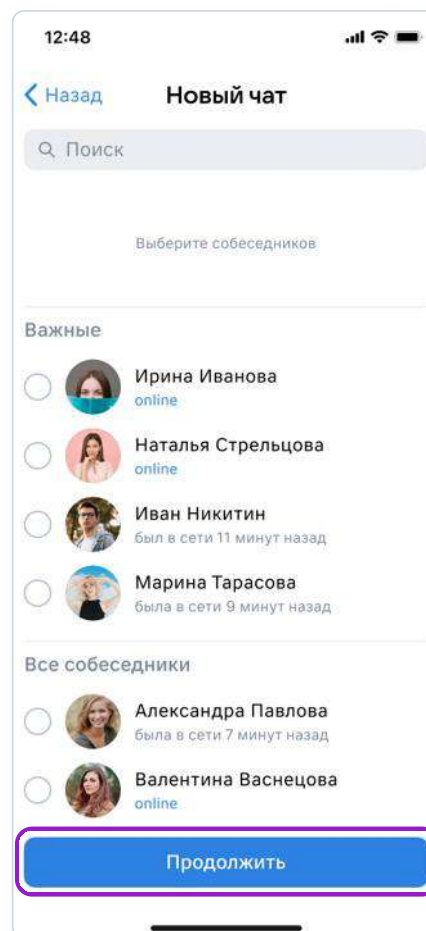 12:48
Назад
Новый чат
Поиск
Выберите собеседников
Важные
Ирина Иванова
online
Наталья Стрельцова
online
Иван Никитин
был в сети 11 минут назад
Марина Тарасова
была в сети 9 минут назад
Все собеседники
Александра Павлова
была в сети 7 минут назад
Валентина Васнецова
online
Продолжить